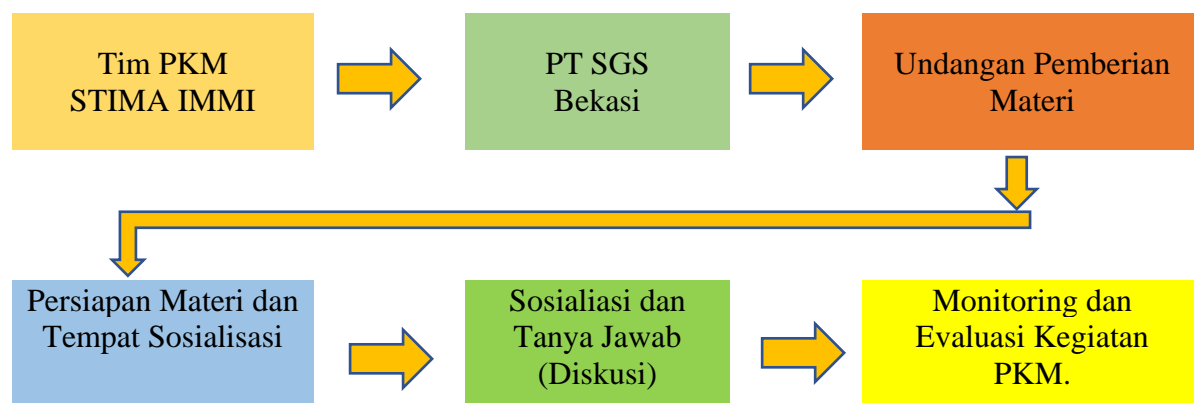 Tim PKM
STIMA IMMI
PT SGS
Bekasi
Undangan Pemberian
Materi
Persiapan Materi dan
Tempat Sosialisasi
Sosialiasi dan
Tanya Jawab
(Diskusi)
Monitoring dan
Evaluasi Kegiatan
PKM.